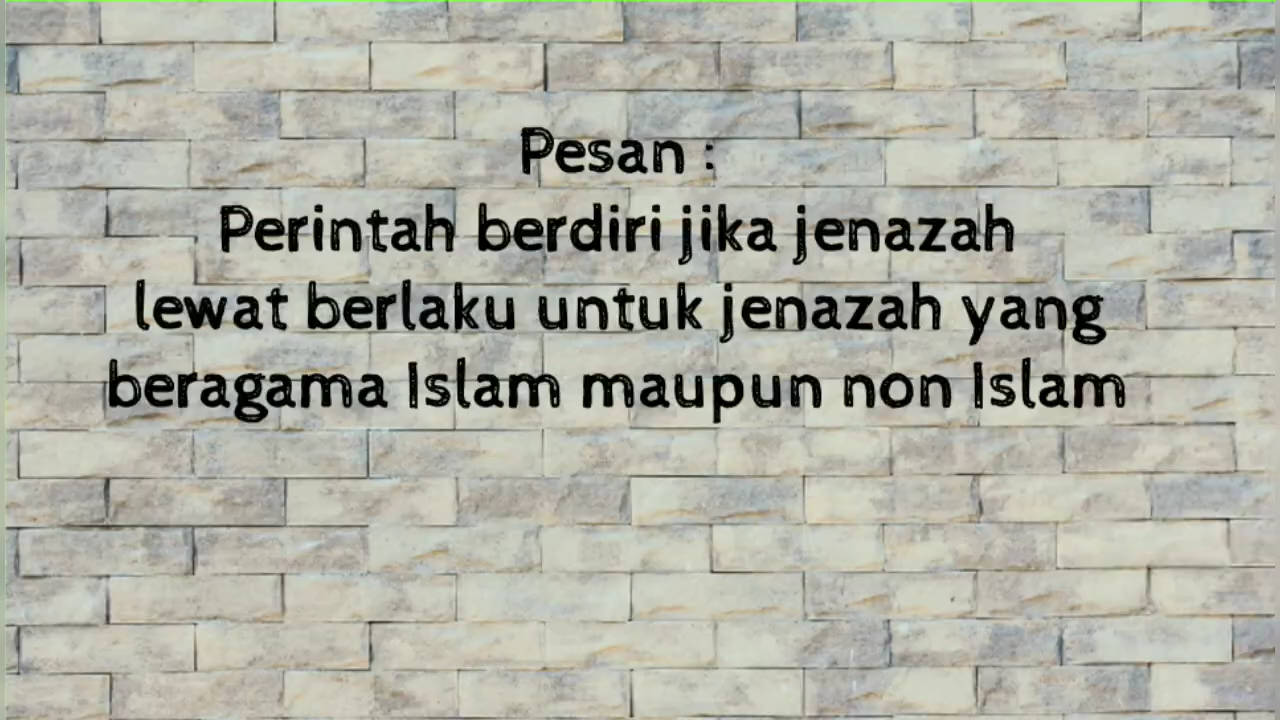 Pesan :
Perintah berdiri jika jenazah
lewat berlaku untuk jenazah yang
beragama Islam maupun non Islam